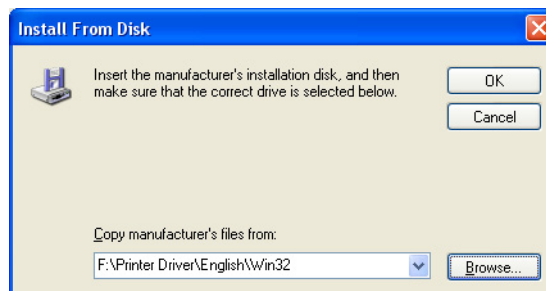 Install From Disk
Insert the manufacturer's installation disk, and then
make sure that the correct drive is selected below.
OK
Cancel
Copy manufacturer's files from:
F:\Printer Driver\English\Win32
Browse...